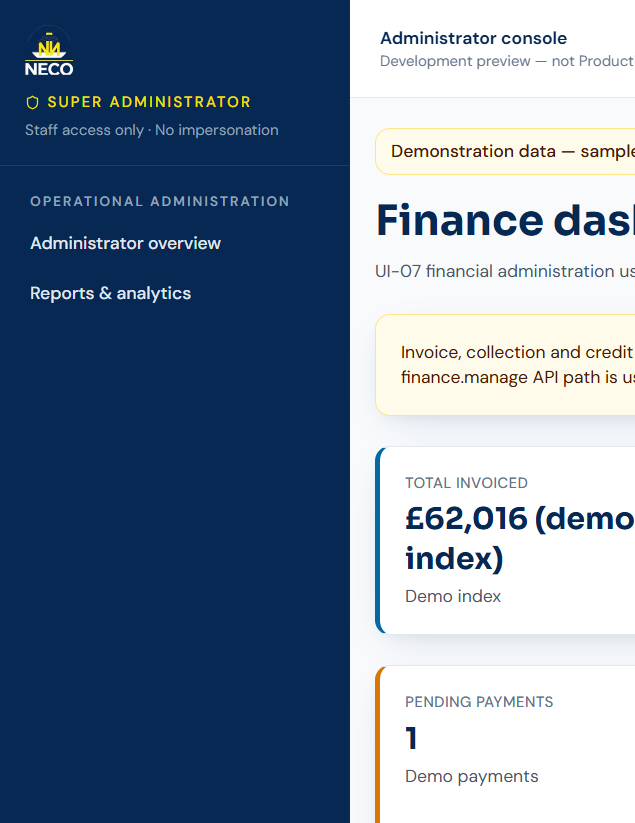 NECO
SUPER ADMINISTRATOR
Staff access only · No impersonation
OPERATIONAL ADMINISTRATION
Administrator overview
Reports & analytics
Administrator console
Development preview — not Product
Demonstration data — sample
Finance das
UI-07 financial administration us
Invoice, collection and credit
finance.manage API path is us
TOTAL INVOICED
£62,016 (demo
index)
Demo index
PENDING PAYMENTS
1
Demo payments